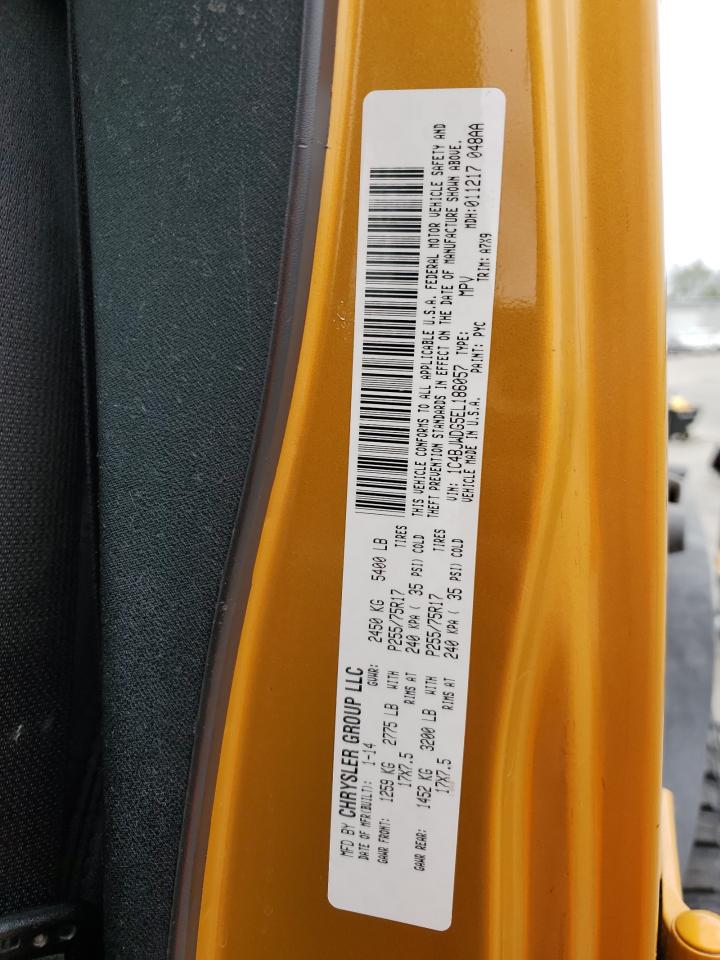 MFD BY CHRYSLER GROUP LLC
DATE OF MFR(BUILT): 1-14 GVWR: 2450 KG 5400 LB
GAWR FRONT: 1259 KG 2775 LB WITH P255/75R17 TIRES
17X7.5 RIMS AT 240 KPA ( 35 PSI) COLD
GAWR REAR: 1452 KG 3200 LB WITH P255/75R17 TIRES
17X7.5 RIMS AT 240 KPA ( 35 PSI) COLD
THIS VEHICLE CONFORMS TO ALL APPLICABLE U.S.A. FEDERAL MOTOR VEHICLE SAFETY AND
THEFT PREVENTION STANDARDS IN EFFECT ON THE DATE OF MANUFACTURE SHOWN ABOVE.
VIN: 1C4BJWDG5EL186057 TYPE: MPV MDH:011217 048AA
VEHICLE MADE IN U.S.A. PAINT: PYC TRIM: A7X9